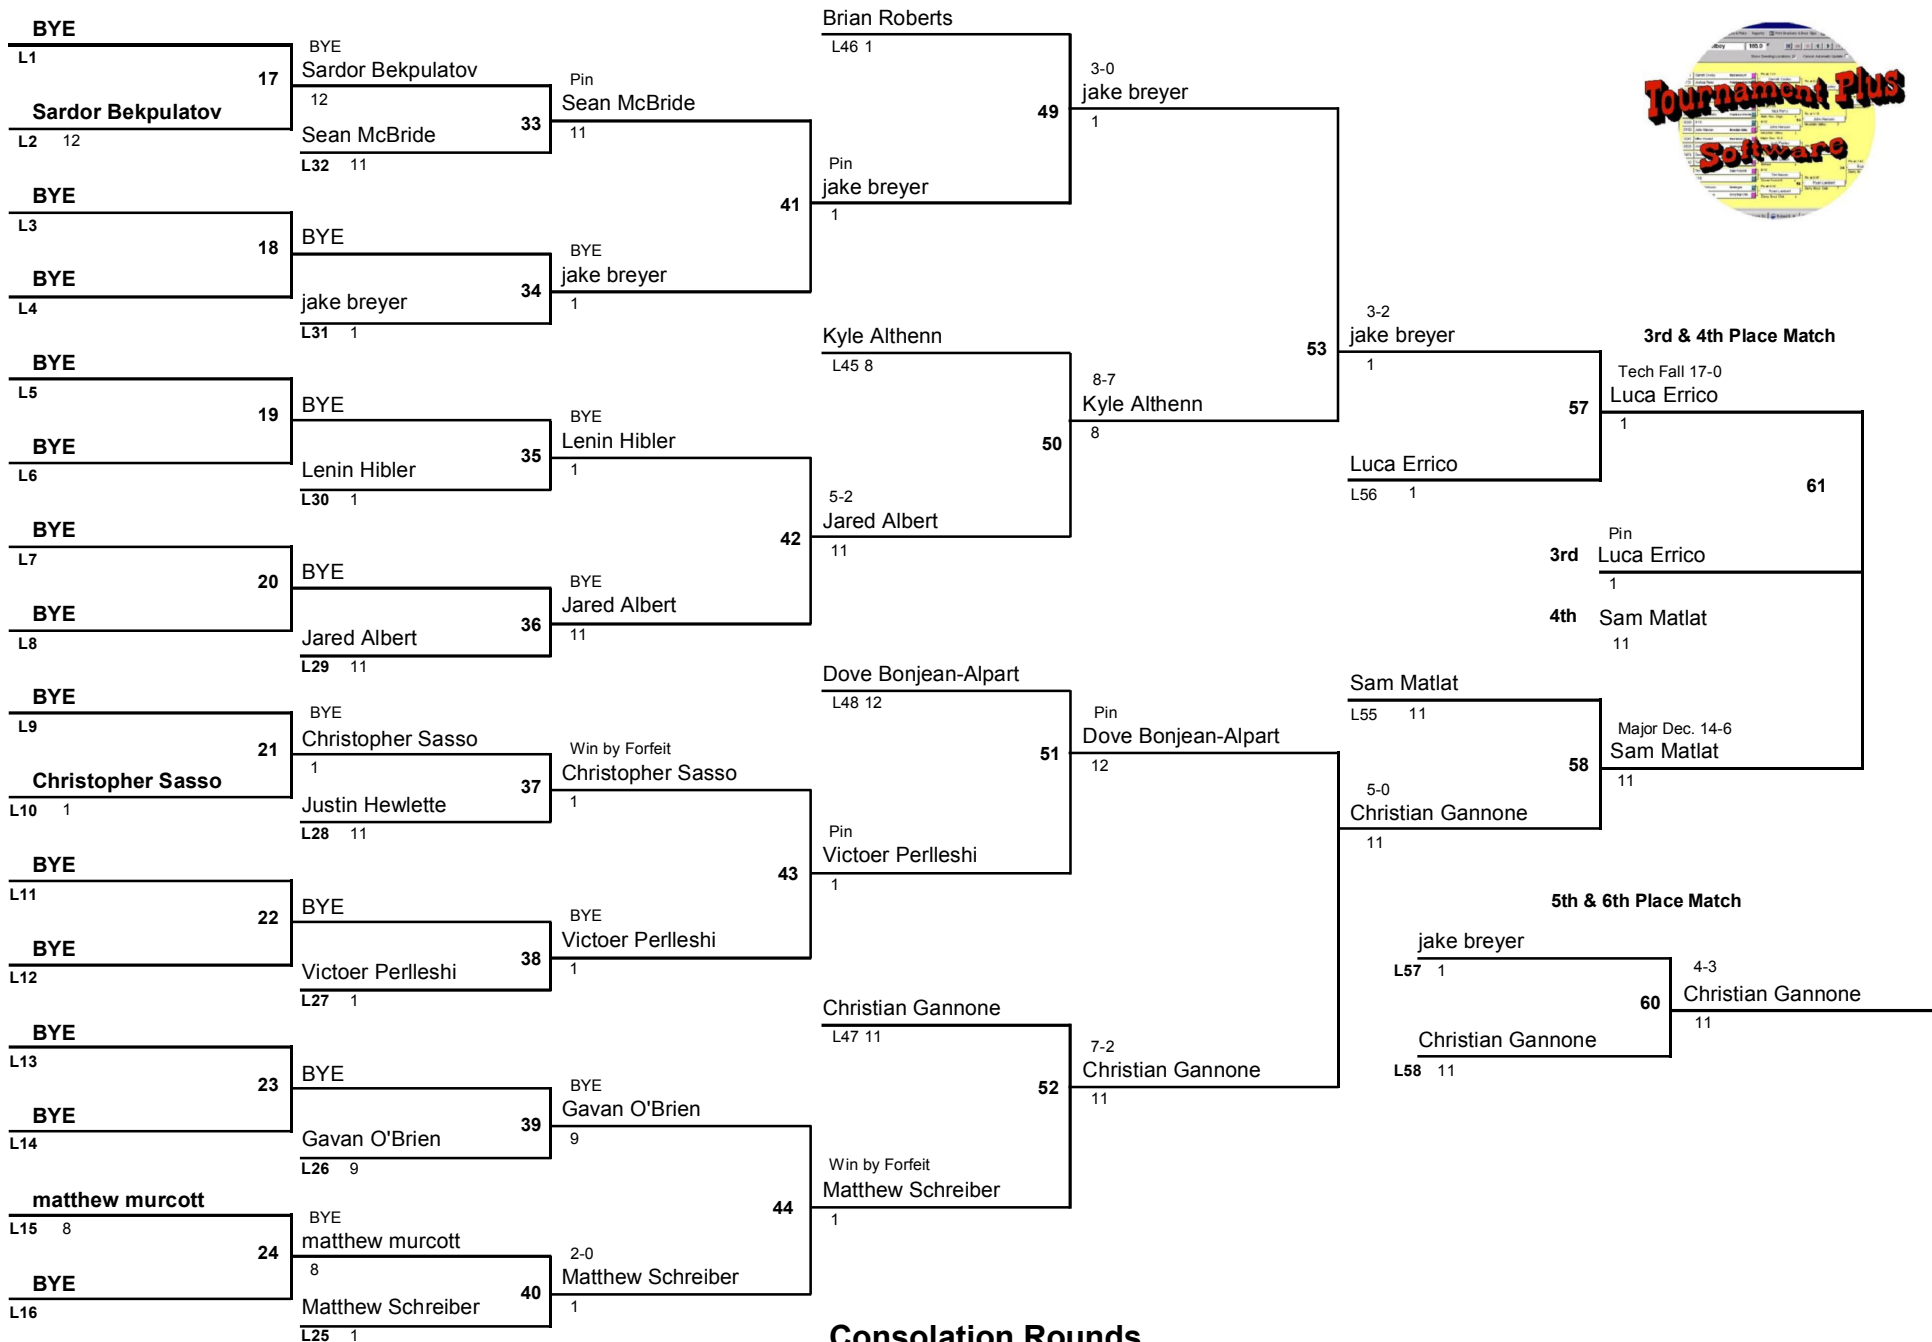 BYE
L1
17
Sardor Bekpulatov
L2 12
BYE
Sardor Bekpulatov
12
33
Sean McBride
L32 11
Pin
Sean McBride
11
BYE
L3
18
BYE
L4
BYE
34
jake breyer
L31 1
BYE
jake breyer
1
41
Pin
jake breyer
1
Brian Roberts
L46 1
49
3-0
jake breyer
1
BYE
L5
19
BYE
L6
BYE
35
Lenin Hibler
L30 1
BYE
Lenin Hibler
1
BYE
L7
20
BYE
L8
BYE
36
Jared Albert
L29 11
BYE
Jared Albert
11
42
5-2
Jared Albert
11
Kyle Althenn
L45 8
50
8-7
Kyle Althenn
8
53
3-2
jake breyer
1
57
Luca Errico
L56 1
Tournament Plus
Software
3rd & 4th Place Match
Tech Fall 17-0
Luca Errico
1
61
Pin
3rd Luca Errico
1
4th Sam Matlat
11
BYE
L9
21
Christopher Sasso
L10 1
BYE
Christopher Sasso
1
37
Justin Hewlette
L28 11
Win by Forfeit
Christopher Sasso
1
BYE
L11
22
BYE
L12
BYE
38
Victoer Perlleshi
L27 1
BYE
Victoer Perlleshi
1
43
Pin
Victoer Perlleshi
1
Dove Bonjean-Alpart
L48 12
51
Pin
Dove Bonjean-Alpart
12
Sam Matlat
L55 11
58
Major Dec. 14-6
Sam Matlat
11
5-0
Christian Gannone
11
BYE
L13
23
BYE
L14
BYE
39
Gavan O'Brien
L26 9
BYE
Gavan O'Brien
9
matthew murcott
L15 8
24
BYE
L16
BYE
matthew murcott
8
40
Matthew Schreiber
L25 1
2-0
Matthew Schreiber
1
44
Win by Forfeit
Matthew Schreiber
1
Christian Gannone
L47 11
52
7-2
Christian Gannone
11
5th & 6th Place Match
jake breyer
L57 1
60
Christian Gannone
L58 11
4-3
Christian Gannone
11
Consolation Rounds